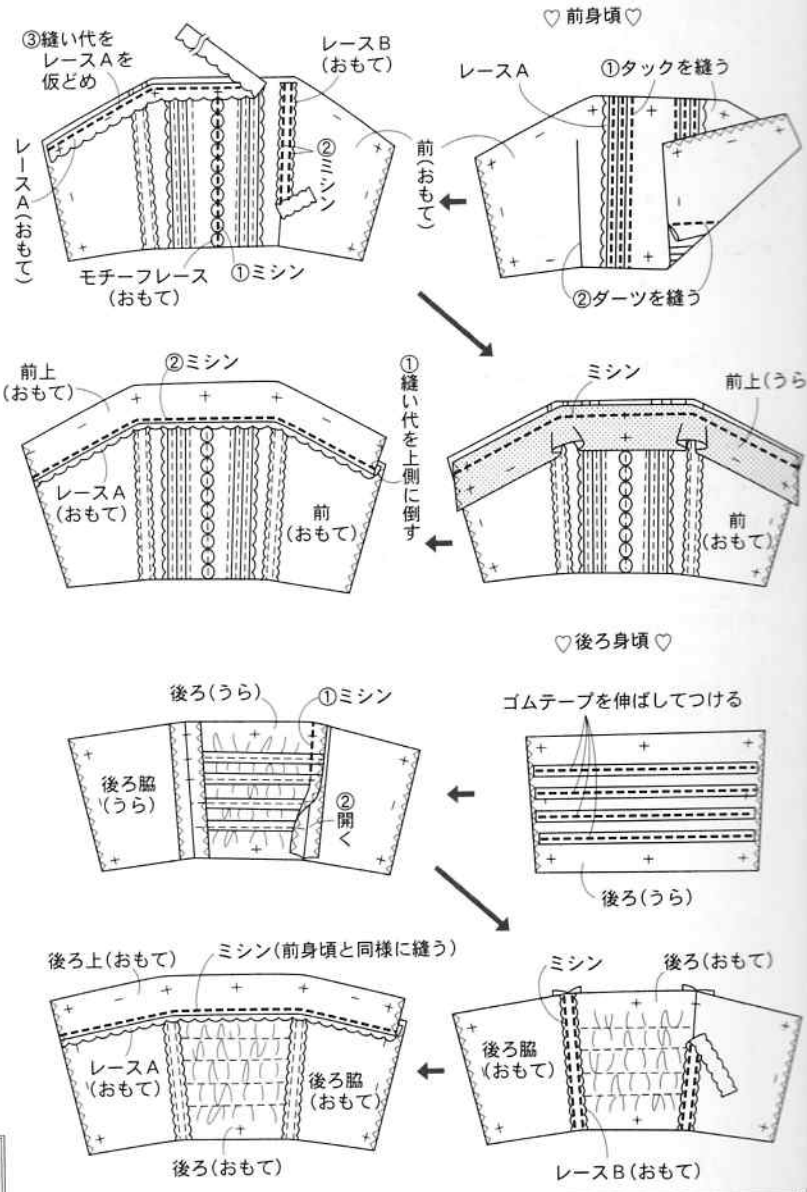 ♡ 前身頃 ♡
レースA
①タックを縫う
前(おもて)
②ダーツを縫う
③縫い代を
レースAを
仮どめ
レースB
(おもて)
②ミシン
レースA(おもて)
モチーフレース
(おもて)
①ミシン
ミシン
前上(うら
前
(おもて)
①縫い代を上側に倒す
②ミシン
前上
(おもて)
レースA
(おもて)
前
(おもて)
♡ 後ろ身頃 ♡
ゴムテープを伸ばしてつける
後ろ(うら)
後ろ(うら)
①ミシン
後ろ脇
(うら)
②開く
ミシン
後ろ(おもて)
後ろ脇
(おもて)
レースB(おもて)
後ろ上(おもて)
ミシン(前身頃と同様に縫う)
レースA
(おもて)
後ろ脇
(おもて)
後ろ(おもて)